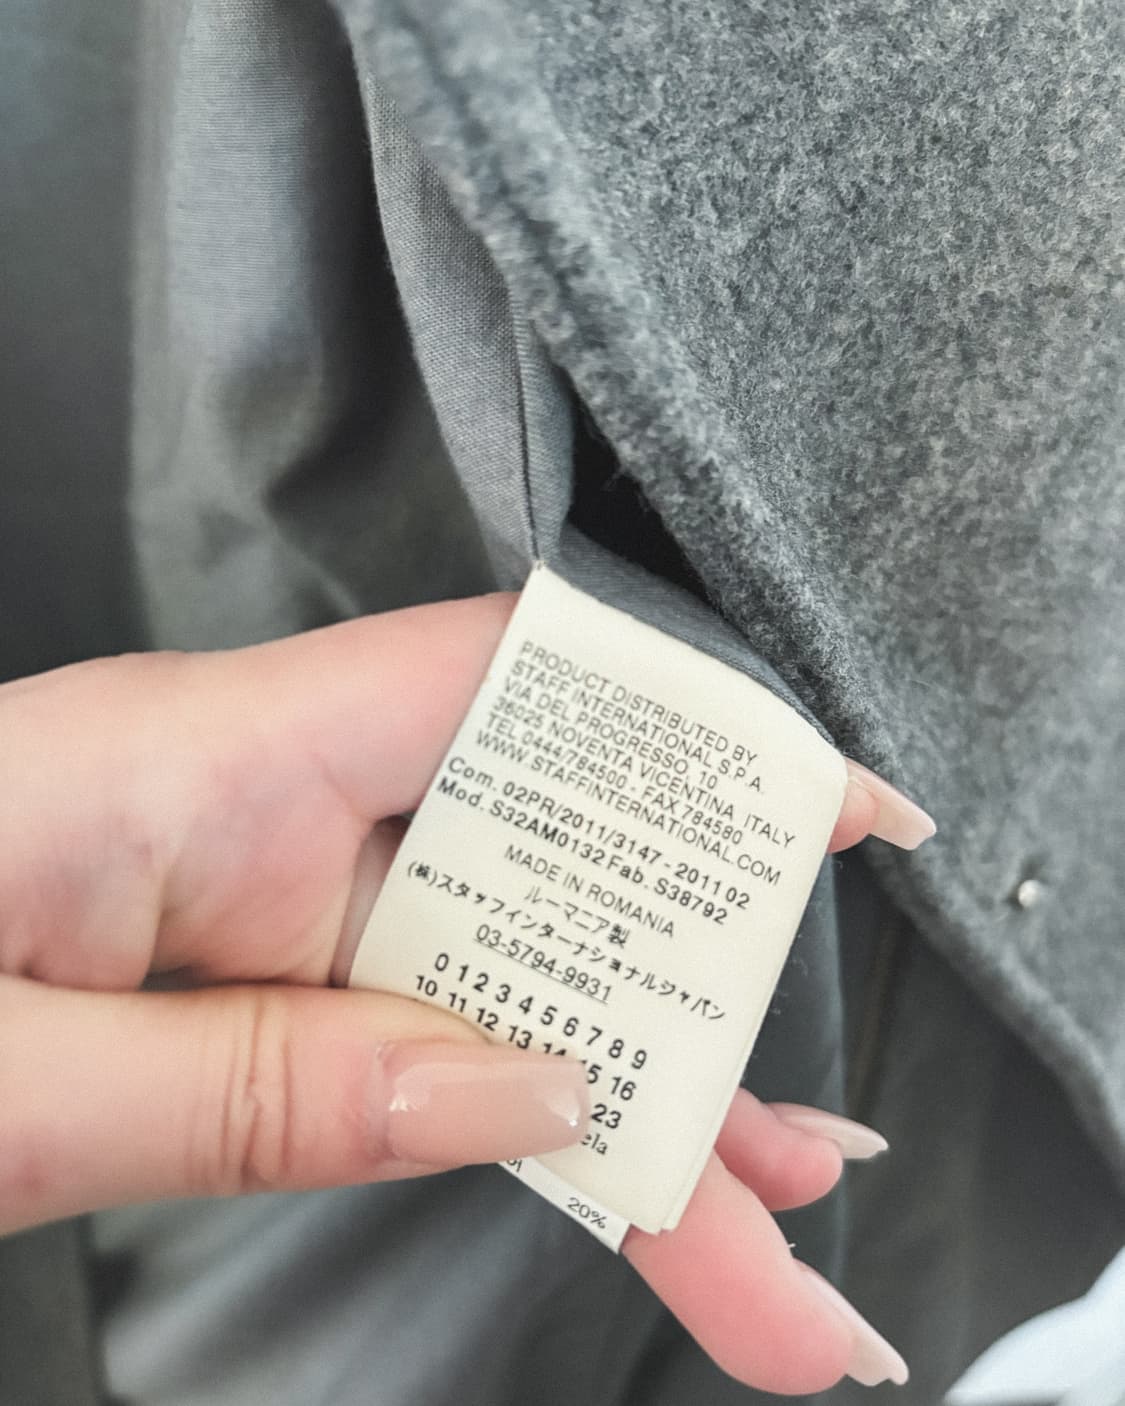 PRODUCT DISTRIBUTED BY
STAFF INTERNATIONAL S.P.A.
VIA DEL PROGRESSO, 10
36025 NOVENTA VICENTINA ITALY
TEL 0444/784500 - FAX 784580
WWW STAFFINTERNATIONAL.COM
Com. 02PR/2011/3147 - 2011 02
Mod. S32AM0132 Fab. S38792
MADE IN ROMANIA
ルーマニア製
(株)スタッフインターナショナルジャパン
03-5794-9931
0 1 2 3 4 5 6 7 8 9
10 11 12 13 14 15 16
23
20%